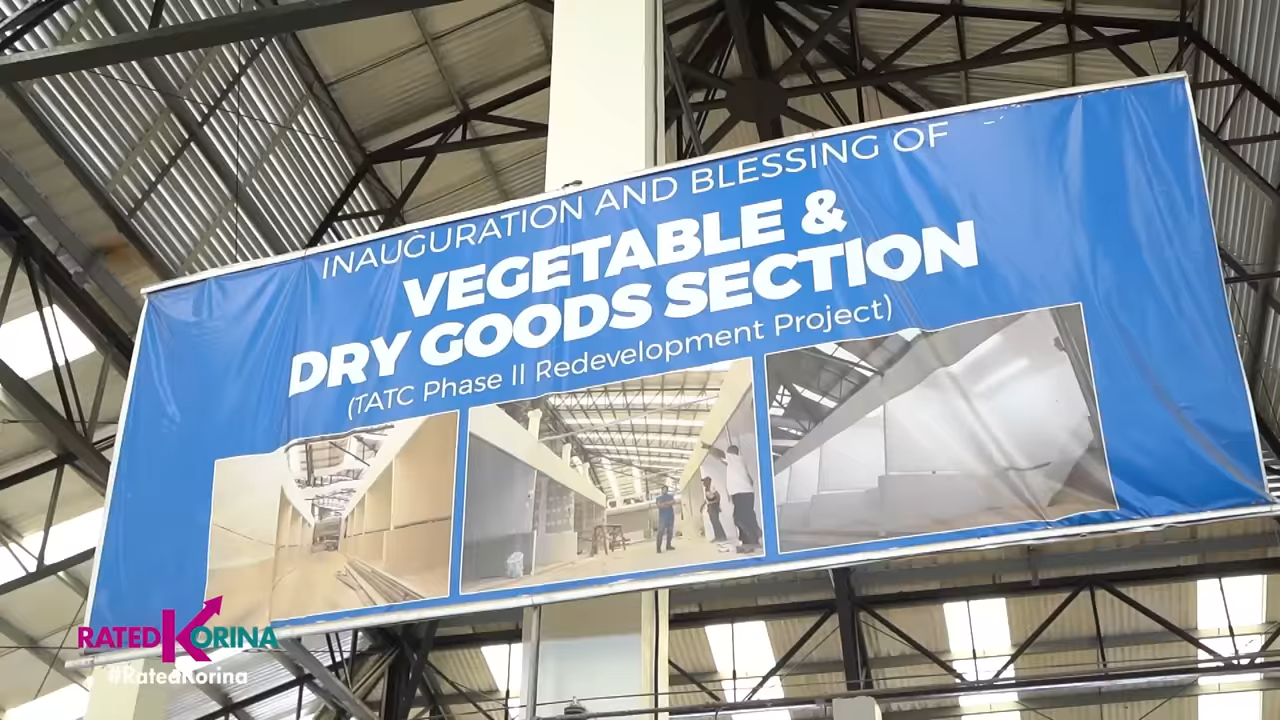 INAUGURATION AND BLESSING OF
VEGETABLE &
DRY GOODS SECTION
(TATC Phase II Redevelopment Project)
RATED KORINA
#RatedKorina